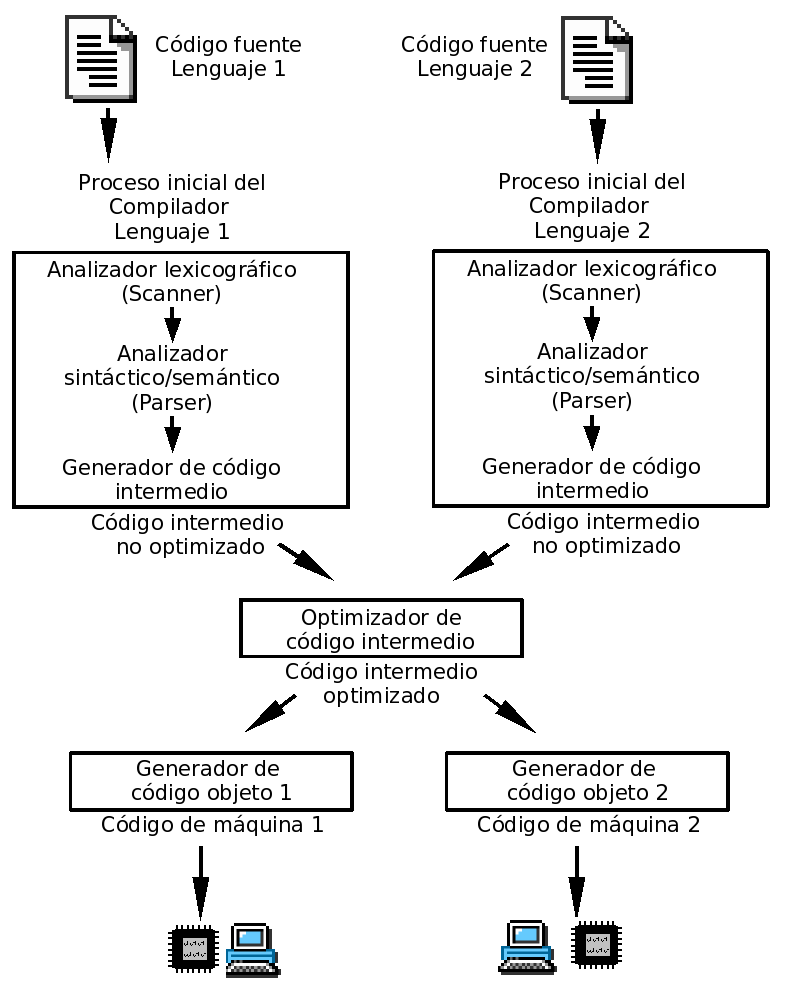 Código fuente
Lenguaje 1
Código fuente
Lenguaje 2
Proceso inicial del
Compilador
Lenguaje 1
Proceso inicial del
Compilador
Lenguaje 2
Analizador lexicográfico
(Scanner)
Analizador
sintáctico/semántico
(Parser)
Generador de código
intermedio
Analizador lexicográfico
(Scanner)
Analizador
sintáctico/semántico
(Parser)
Generador de código
intermedio
Código intermedio
no optimizado
Código intermedio
no optimizado
Optimizador de
código intermedio
Código intermedio
optimizado
Generador de
código objeto 1
Generador de
código objeto 2
Código de máquina 1
Código de máquina 2